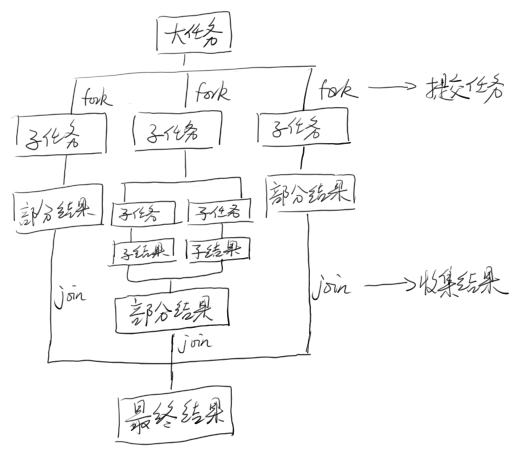 大任务
fork
fork
fork
提交任务
子任务
子任务
子任务
部分结果
子任务
子任务
部分结果
子结果
子结果
join
部分结果
join
收集结果
join
最终结果